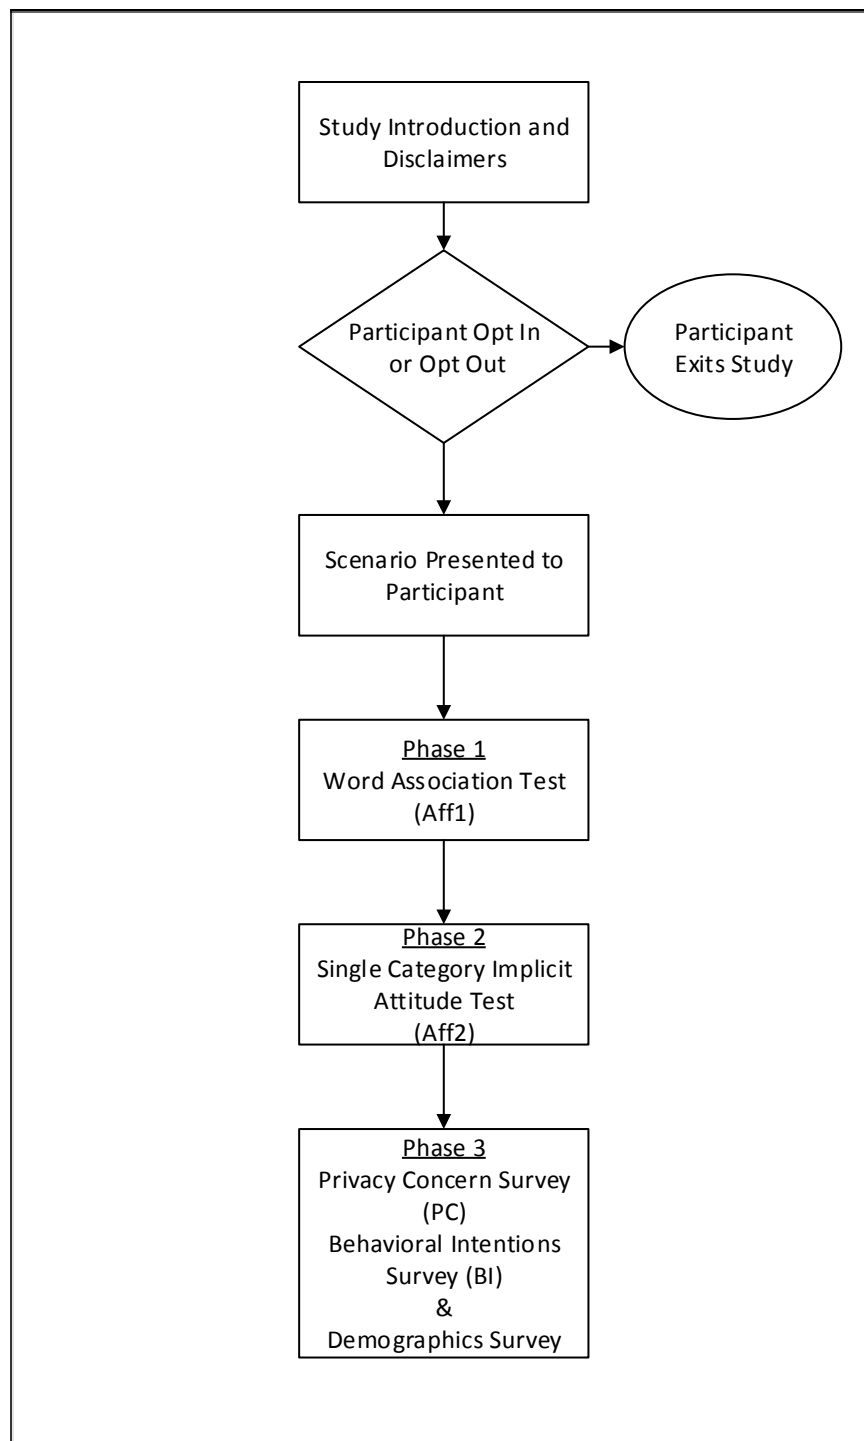 Study Introduction and
Disclaimers
Participant Opt In
or Opt Out
Participant
Exits Study
Scenario Presented to
Participant
Phase 1
Word Association Test
(Aff1)
Phase 2
Single Category Implicit
Attitude Test
(Aff2)
Phase 3
Privacy Concern Survey
(PC)
Behavioral Intentions
Survey (BI)
&
Demographics Survey